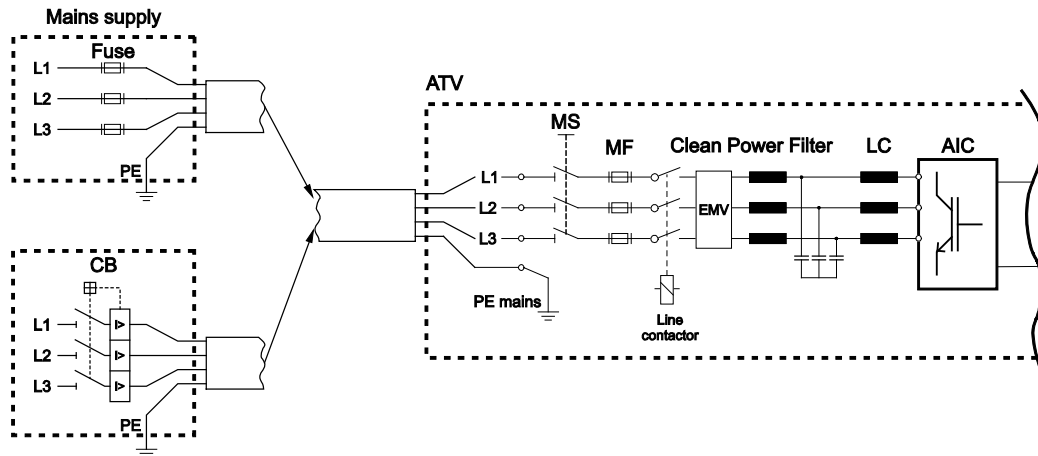 Mains supply
Fuse
L1
L2
L3
PE
CB
L1
L2
L3
I>
I>
I>
PE
ATV
MS
MF
Clean Power Filter
LC
AIC
L1
L2
L3
EMV
PE mains
Line
contactor